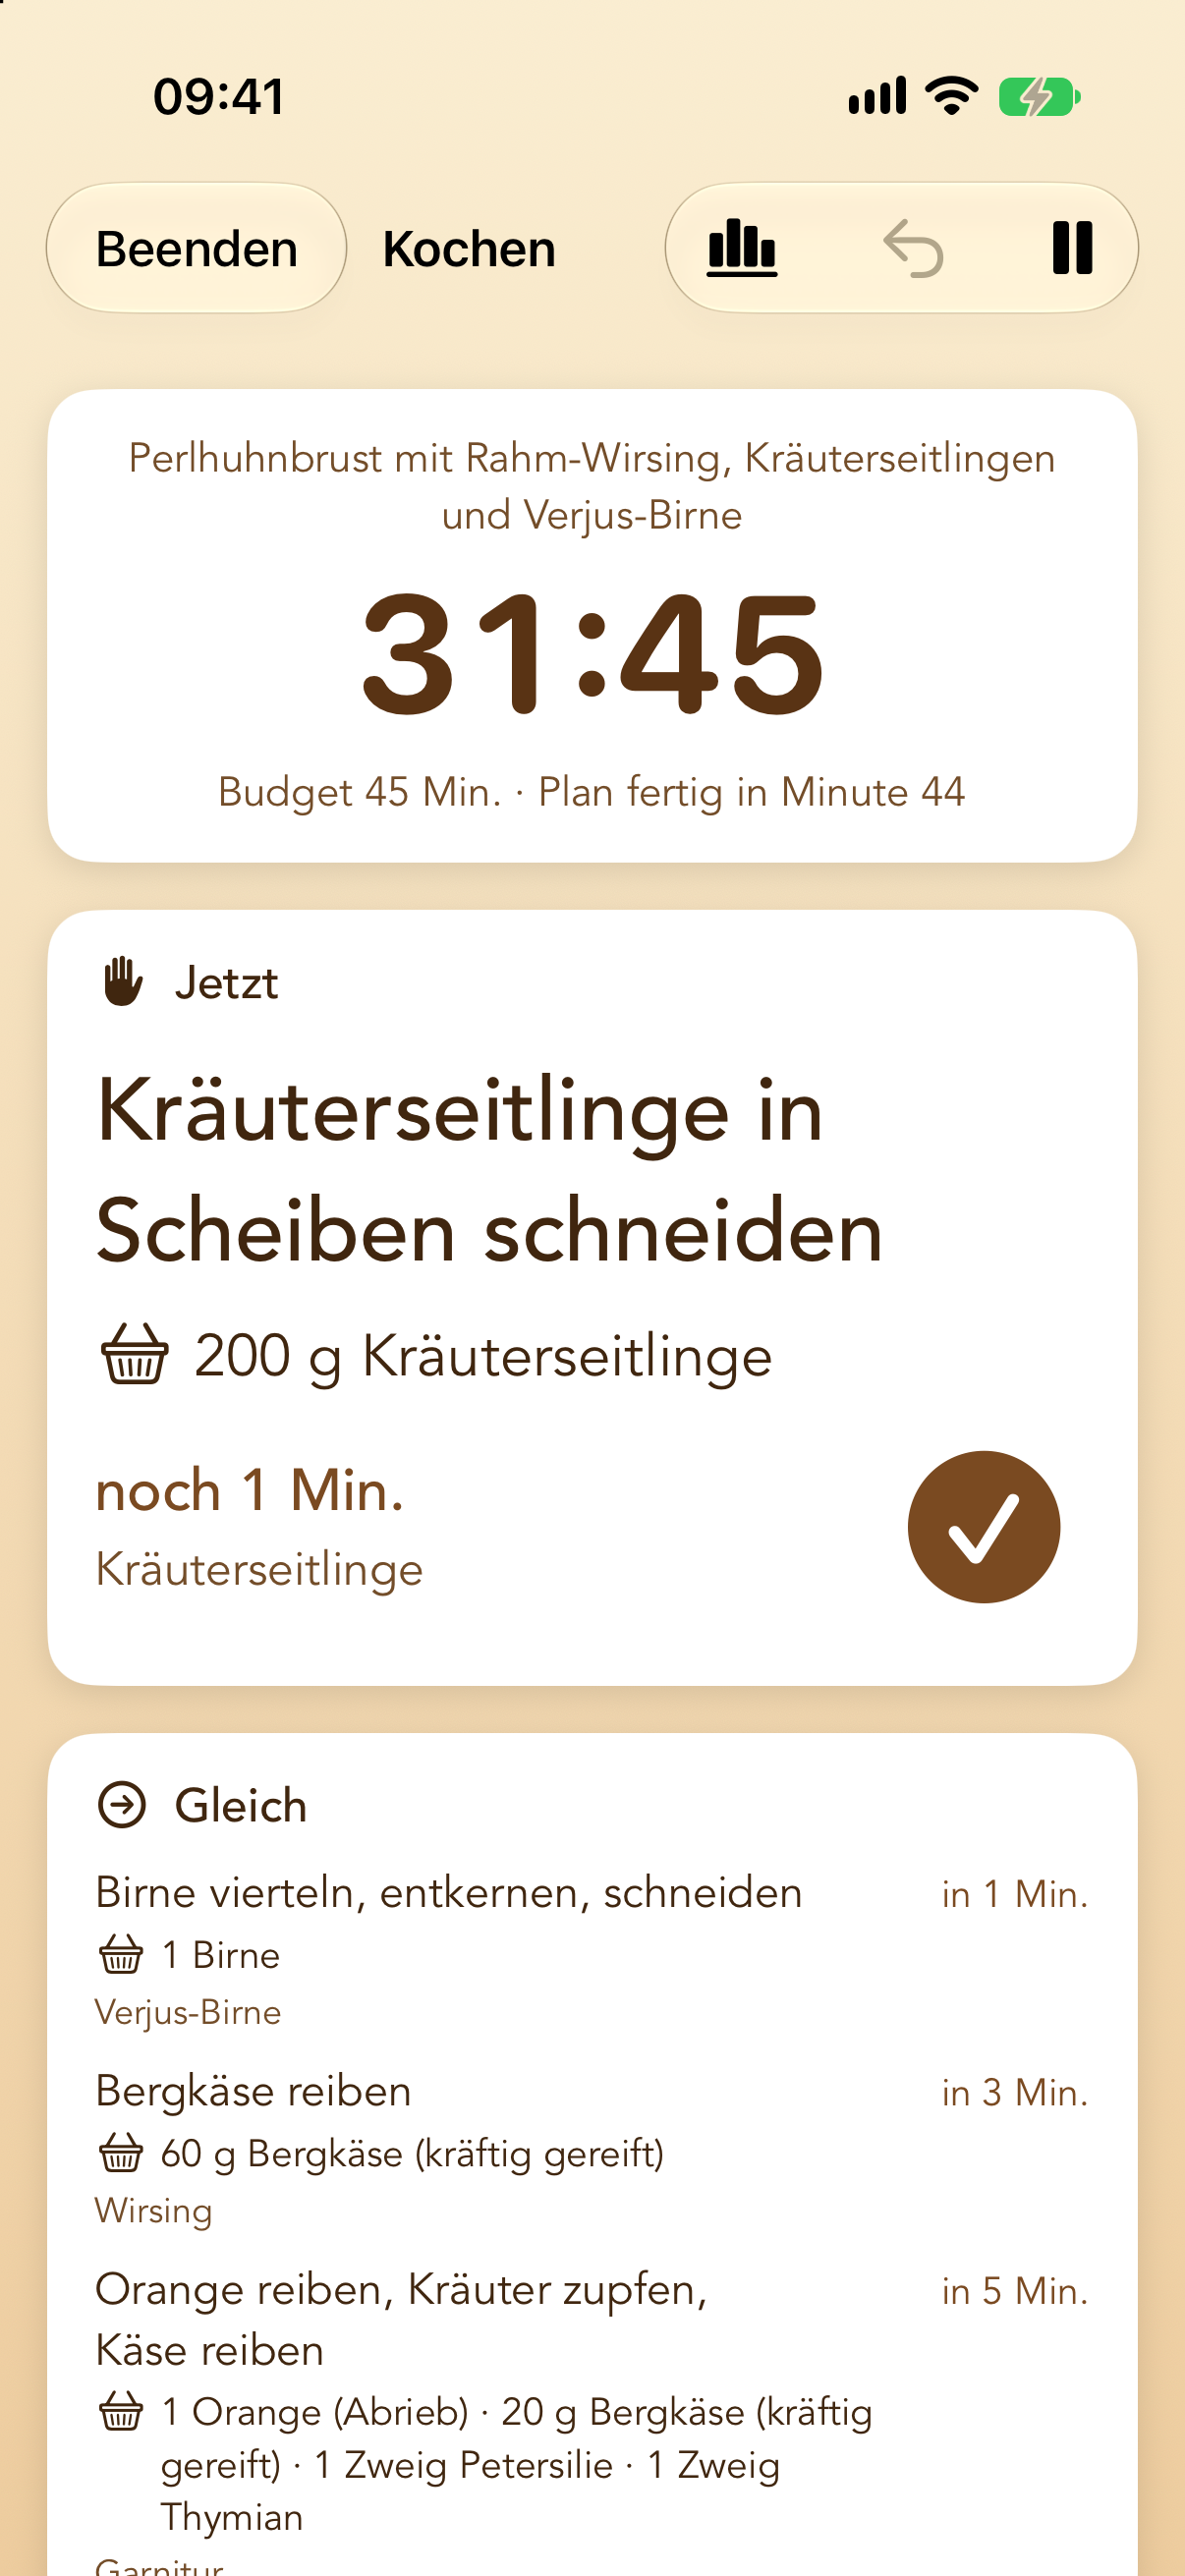 09:41
Beenden
Kochen
Perlhuhnbrust mit Rahm-Wirsing, Kräuterseitlingen
und Verjus-Birne
31:45
Budget 45 Min. · Plan fertig in Minute 44
Jetzt
Kräuterseitlinge in
Scheiben schneiden
200 g Kräuterseitlinge
noch 1 Min.
Kräuterseitlinge
Gleich
Birne vierteln, entkernen, schneiden in 1 Min.
1 Birne
Verjus-Birne
Bergkäse reiben in 3 Min.
60 g Bergkäse (kräftig gereift)
Wirsing
Orange reiben, Kräuter zupfen, in 5 Min.
Käse reiben
1 Orange (Abrieb) · 20 g Bergkäse (kräftig
gereift) · 1 Zweig Petersilie · 1 Zweig
Thymian
Garnitur